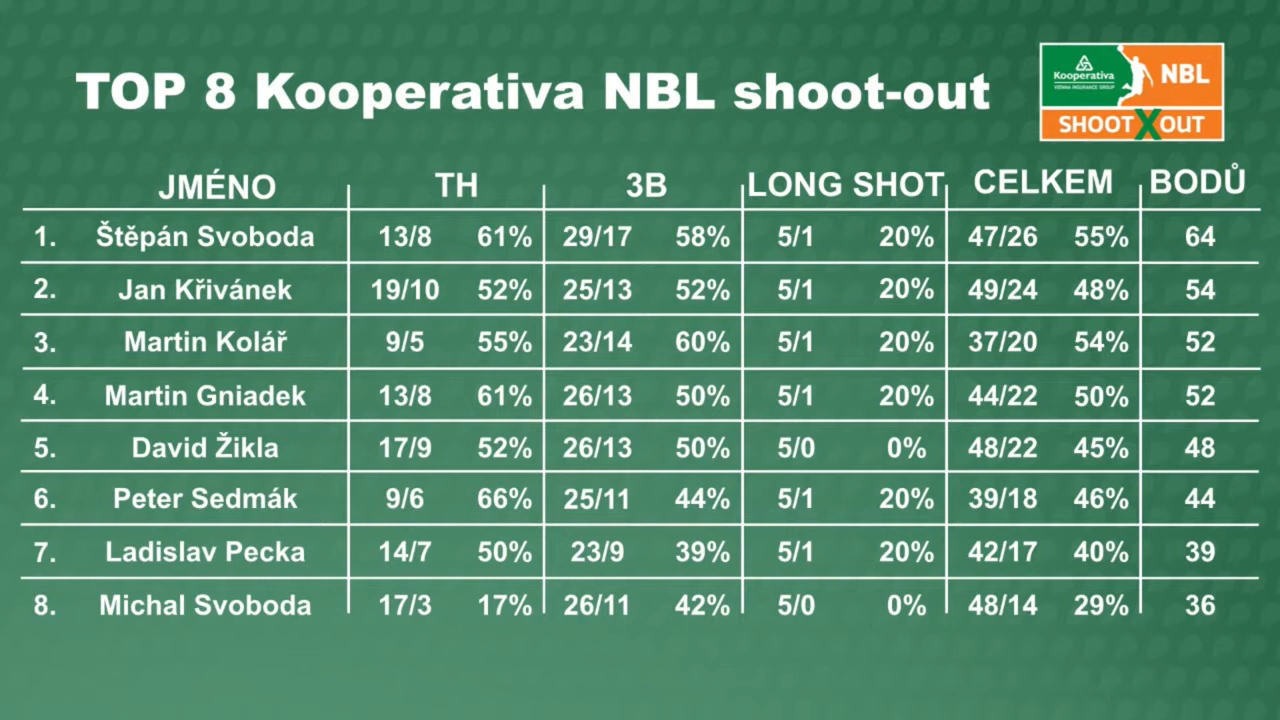 TOP 8 Kooperativa NBL shoot-out
Kooperativa
VIENNA INSURANCE GROUP
NBL
SHOOT X OUT
JMÉNO TH 3B LONG SHOT CELKEM BODŮ
1. Štěpán Svoboda 13/8 61% 29/17 58% 5/1 20% 47/26 55% 64
2. Jan Křivánek 19/10 52% 25/13 52% 5/1 20% 49/24 48% 54
3. Martin Kolář 9/5 55% 23/14 60% 5/1 20% 37/20 54% 52
4. Martin Gniadek 13/8 61% 26/13 50% 5/1 20% 44/22 50% 52
5. David Žikla 17/9 52% 26/13 50% 5/0 0% 48/22 45% 48
6. Peter Sedmák 9/6 66% 25/11 44% 5/1 20% 39/18 46% 44
7. Ladislav Pecka 14/7 50% 23/9 39% 5/1 20% 42/17 40% 39
8. Michal Svoboda 17/3 17% 26/11 42% 5/0 0% 48/14 29% 36